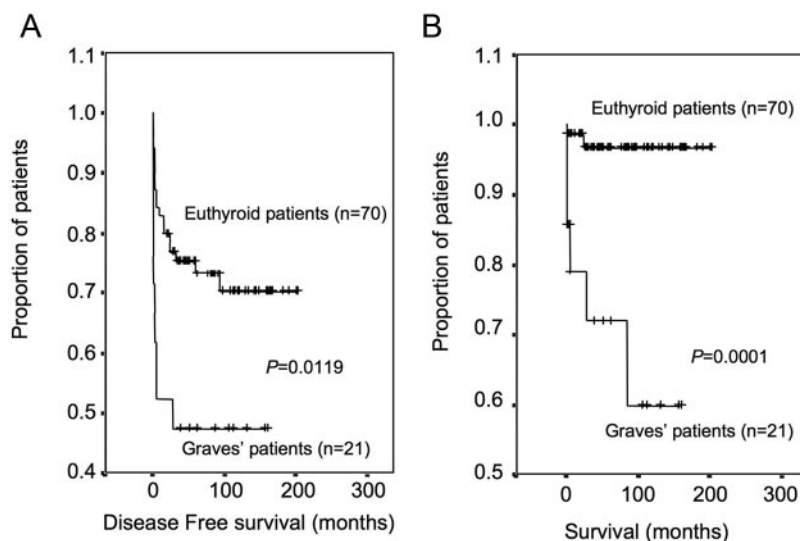 A
1.1
1.0
0.9
0.8
0.7
0.6
0.5
0.4
Proportion of patients
Euthyroid patients (n=70)
P=0.0119
Graves’ patients (n=21)
0 100 200 300
Disease Free survival (months)
B
1.1
1.0
0.9
0.8
0.7
0.6
0.5
Proportion of patients
Euthyroid patients (n=70)
P=0.0001
Graves’ patients (n=21)
0 100 200 300
Survival (months)